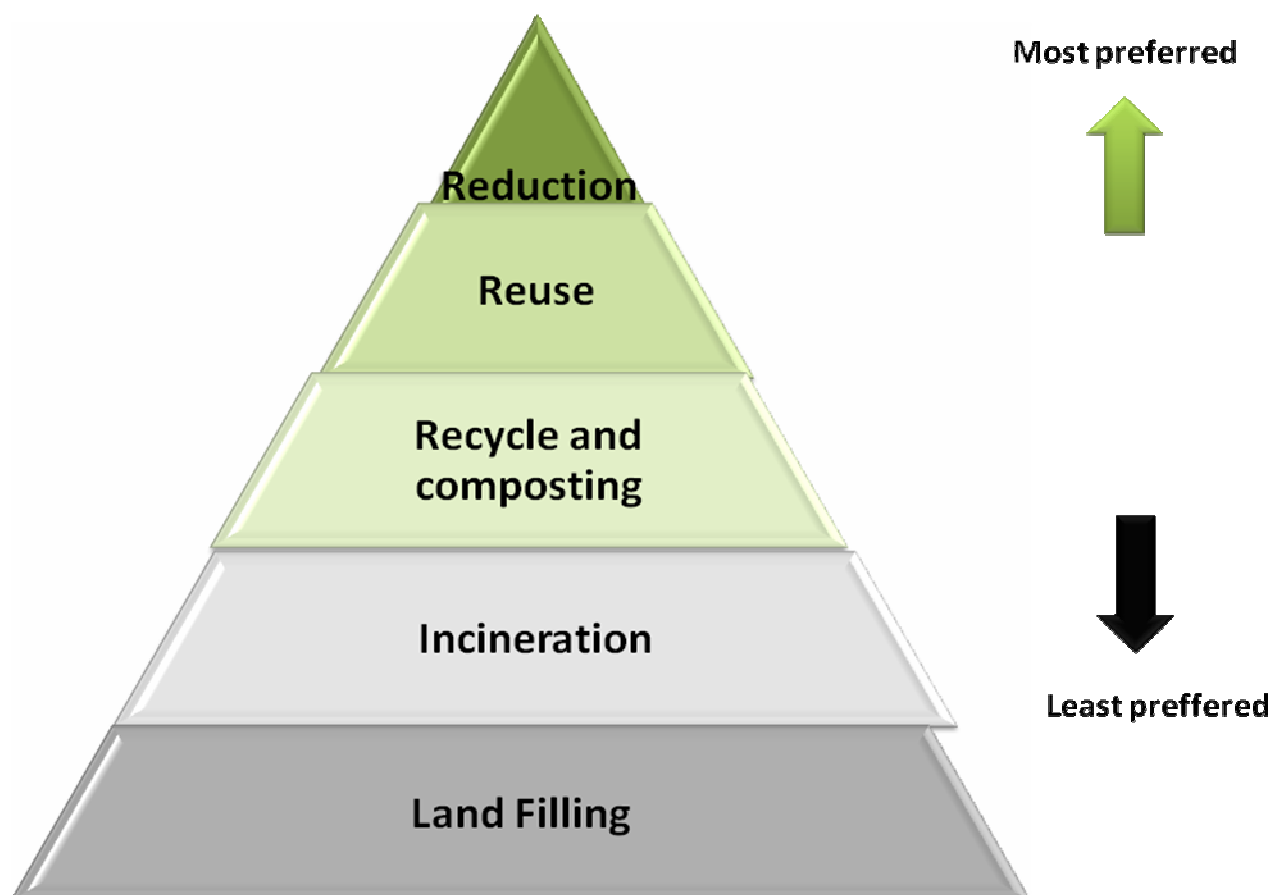 Most preferred
Reduction
Reuse
Recycle and
composting
Incineration
Least preffered
Land Filling